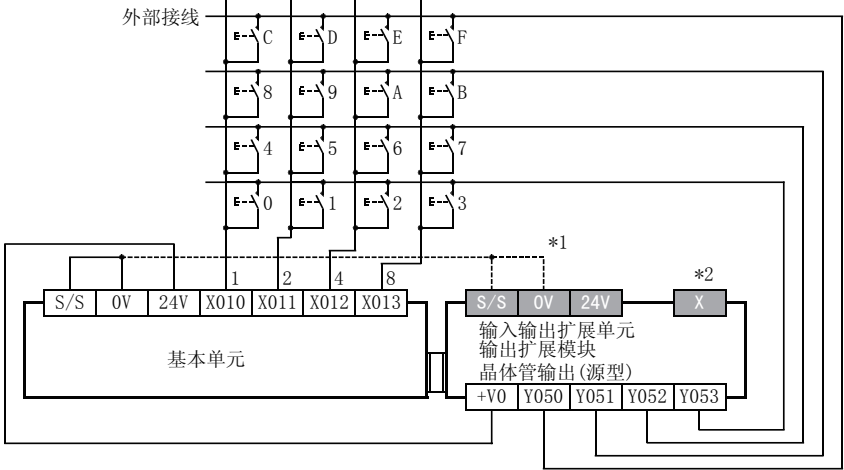 外部接线
C D E F
8 9 A B
4 5 6 7
0 1 2 3
*1
*2
1 2 4 8
S/S 0V 24V X010 X011 X012 X013
S/S 0V 24V X
基本单元
输入输出扩展单元
输出扩展模块
晶体管输出(源型)
+V0 Y050 Y051 Y052 Y053